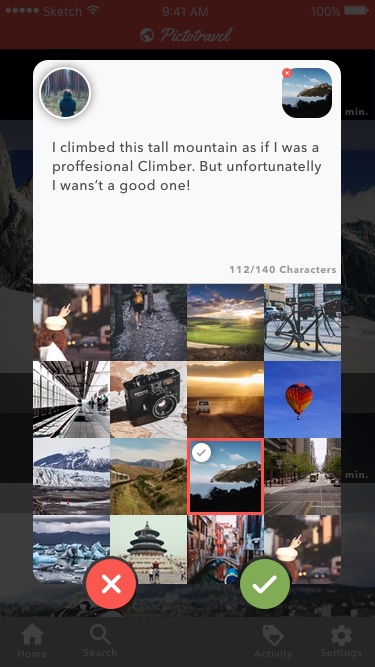 Sketch 9:41 AM 100%
Pictotravel
min.
I climbed this tall mountain as if I was a
proffesional Climber. But unfortunatelly
I wans’t a good one!
112/140 Characters
min.
Home Search Activity Settings